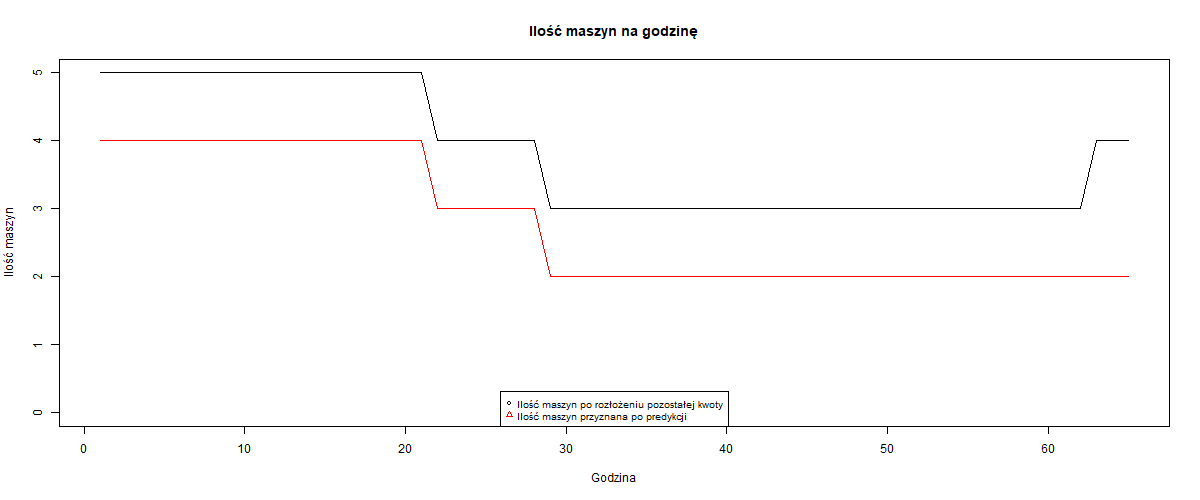 Ilość maszyn na godzinę
Ilość maszyn
5
4
3
2
1
0
Ilość maszyn po rozłożeniu pozostałej kwoty
Ilość maszyn przyznana po predykcji
0 10 20 30 40 50 60
Godzina